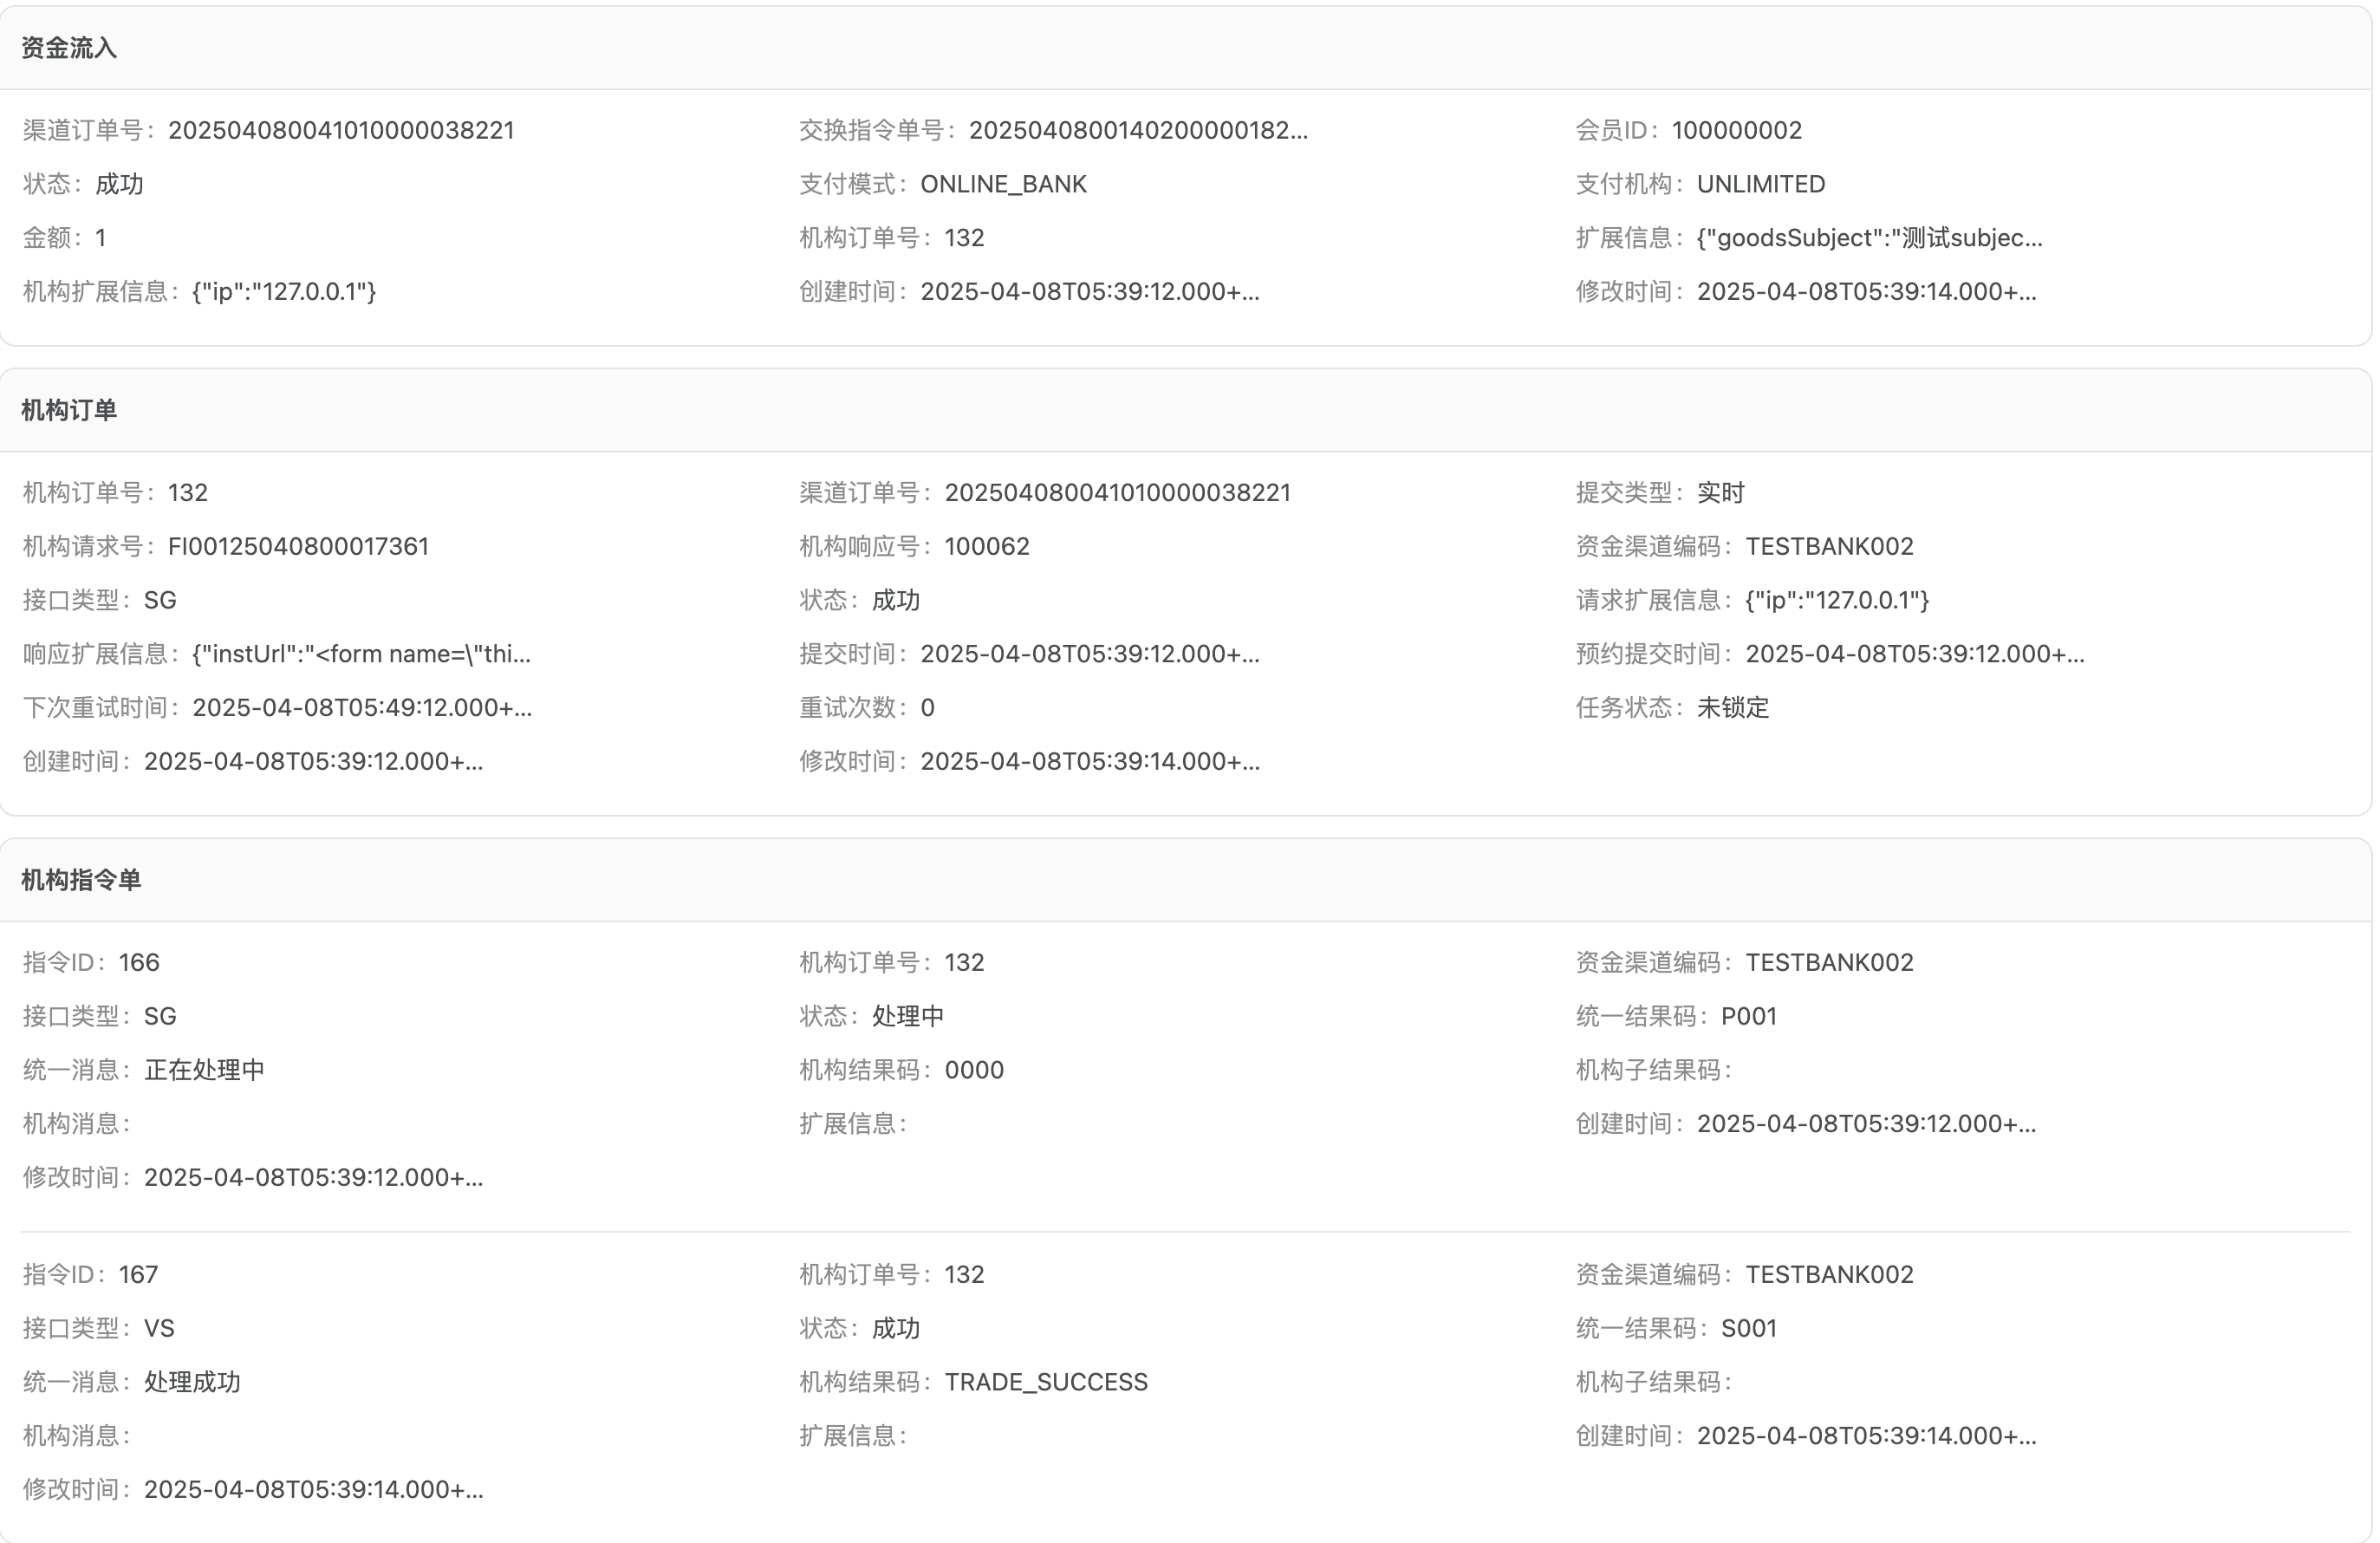 资金流入
渠道订单号： 202504080041010000038221 交换指令单号： 2025040800140200000182... 会员ID： 100000002
状态： 成功 支付模式： ONLINE_BANK 支付机构： UNLIMITED
金额： 1 机构订单号： 132 扩展信息： {"goodsSubject":"测试subjec...
机构扩展信息： {"ip":"127.0.0.1"} 创建时间： 2025-04-08T05:39:12.000+... 修改时间： 2025-04-08T05:39:14.000+...
机构订单
机构订单号： 132 渠道订单号： 202504080041010000038221 提交类型： 实时
机构请求号： FI00125040800017361 机构响应号： 100062 资金渠道编码： TESTBANK002
接口类型： SG 状态： 成功 请求扩展信息： {"ip":"127.0.0.1"}
响应扩展信息： {"instUrl":"<form name=\"thi... 提交时间： 2025-04-08T05:39:12.000+... 预约提交时间： 2025-04-08T05:39:12.000+...
下次重试时间： 2025-04-08T05:49:12.000+... 重试次数： 0 任务状态： 未锁定
创建时间： 2025-04-08T05:39:12.000+... 修改时间： 2025-04-08T05:39:14.000+...
机构指令单
指令ID： 166 机构订单号： 132 资金渠道编码： TESTBANK002
接口类型： SG 状态： 处理中 统一结果码： P001
统一消息： 正在处理中 机构结果码： 0000 机构子结果码：
机构消息： 扩展信息： 创建时间： 2025-04-08T05:39:12.000+...
修改时间： 2025-04-08T05:39:12.000+...
指令ID： 167 机构订单号： 132 资金渠道编码： TESTBANK002
接口类型： VS 状态： 成功 统一结果码： S001
统一消息： 处理成功 机构结果码： TRADE_SUCCESS 机构子结果码：
机构消息： 扩展信息： 创建时间： 2025-04-08T05:39:14.000+...
修改时间： 2025-04-08T05:39:14.000+...